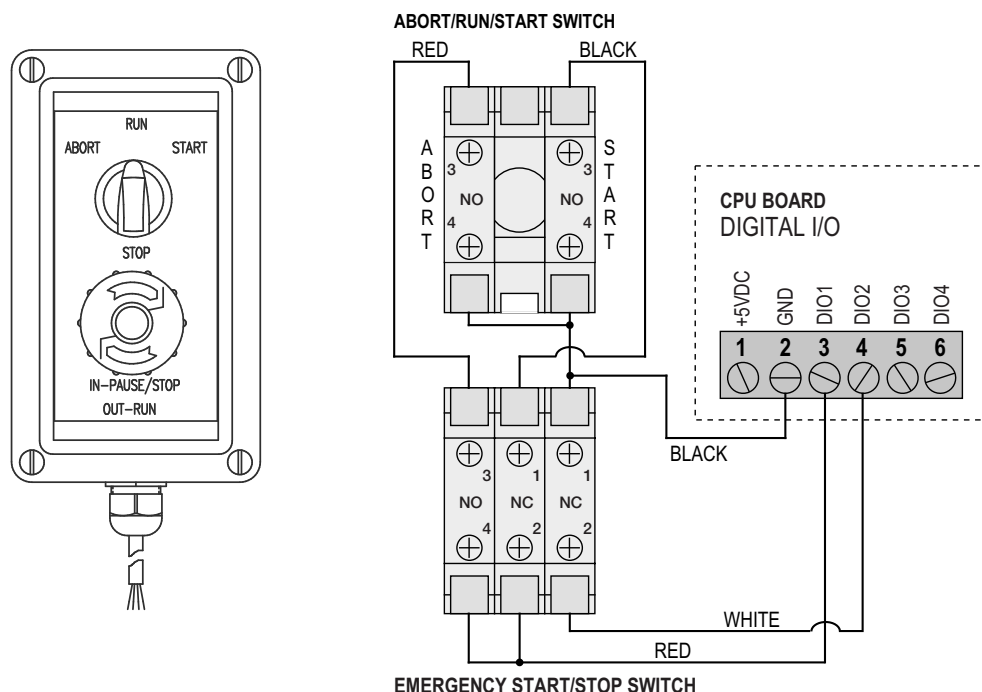 ABORT/RUN/START SWITCH
RED
BLACK
RUN
ABORT
START
STOP
IN-PAUSE/STOP
OUT-RUN
ABORT
3
NO
4
3
NO
4
START
CPU BOARD
DIGITAL I/O
+5VDC
GND
DIO1
DIO2
DIO3
DIO4
1 2 3 4 5 6
BLACK
3 1 1
NO NC NC
4 2 2
WHITE
RED
EMERGENCY START/STOP SWITCH